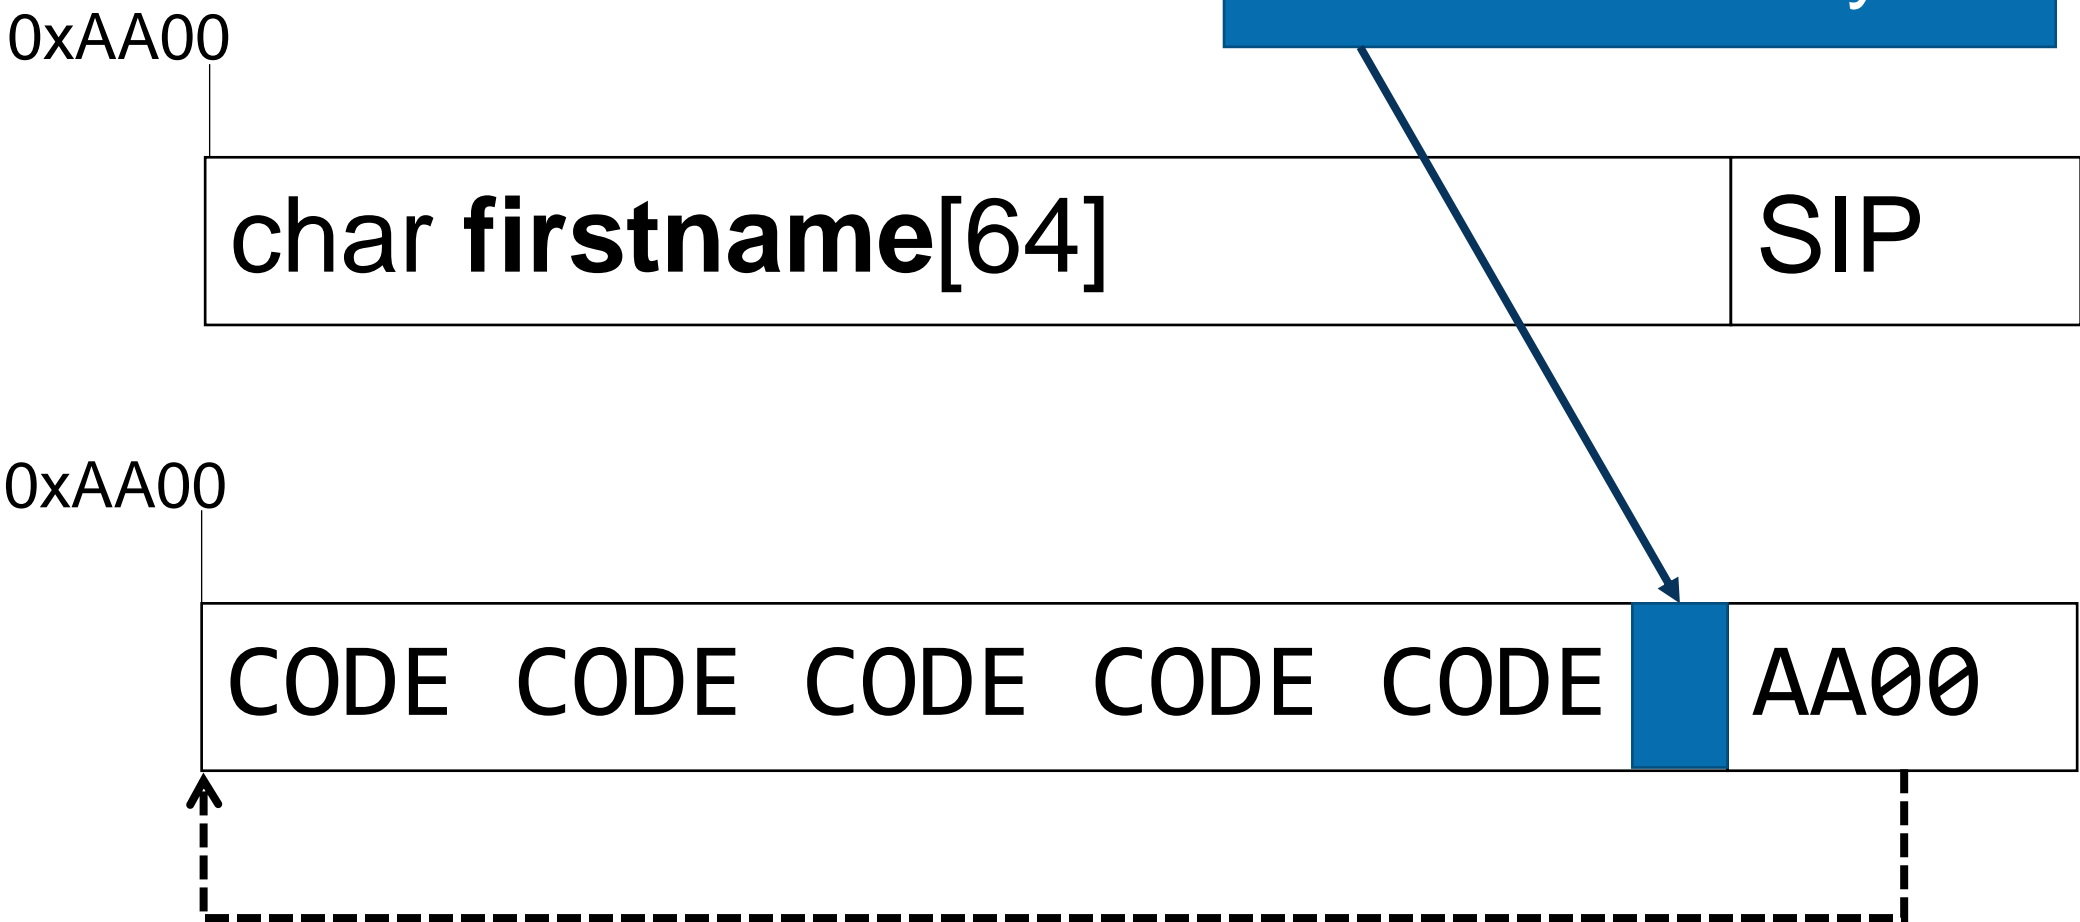 0xAA00
char firstname[64] SIP
0xAA00
CODE CODE CODE CODE CODE AA00